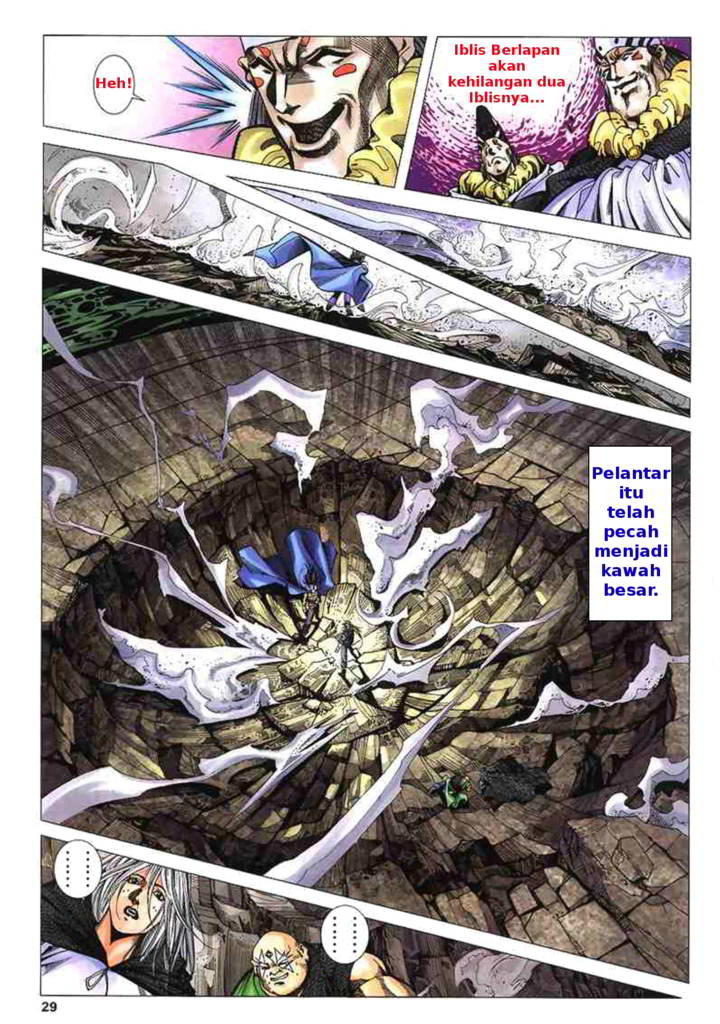 Heh!
Iblis Berlapan
akan
kehilangan dua
Iblisnya...
Pelantar
itu
telah
pecah
menjadi
kawah
besar.
......
......
29